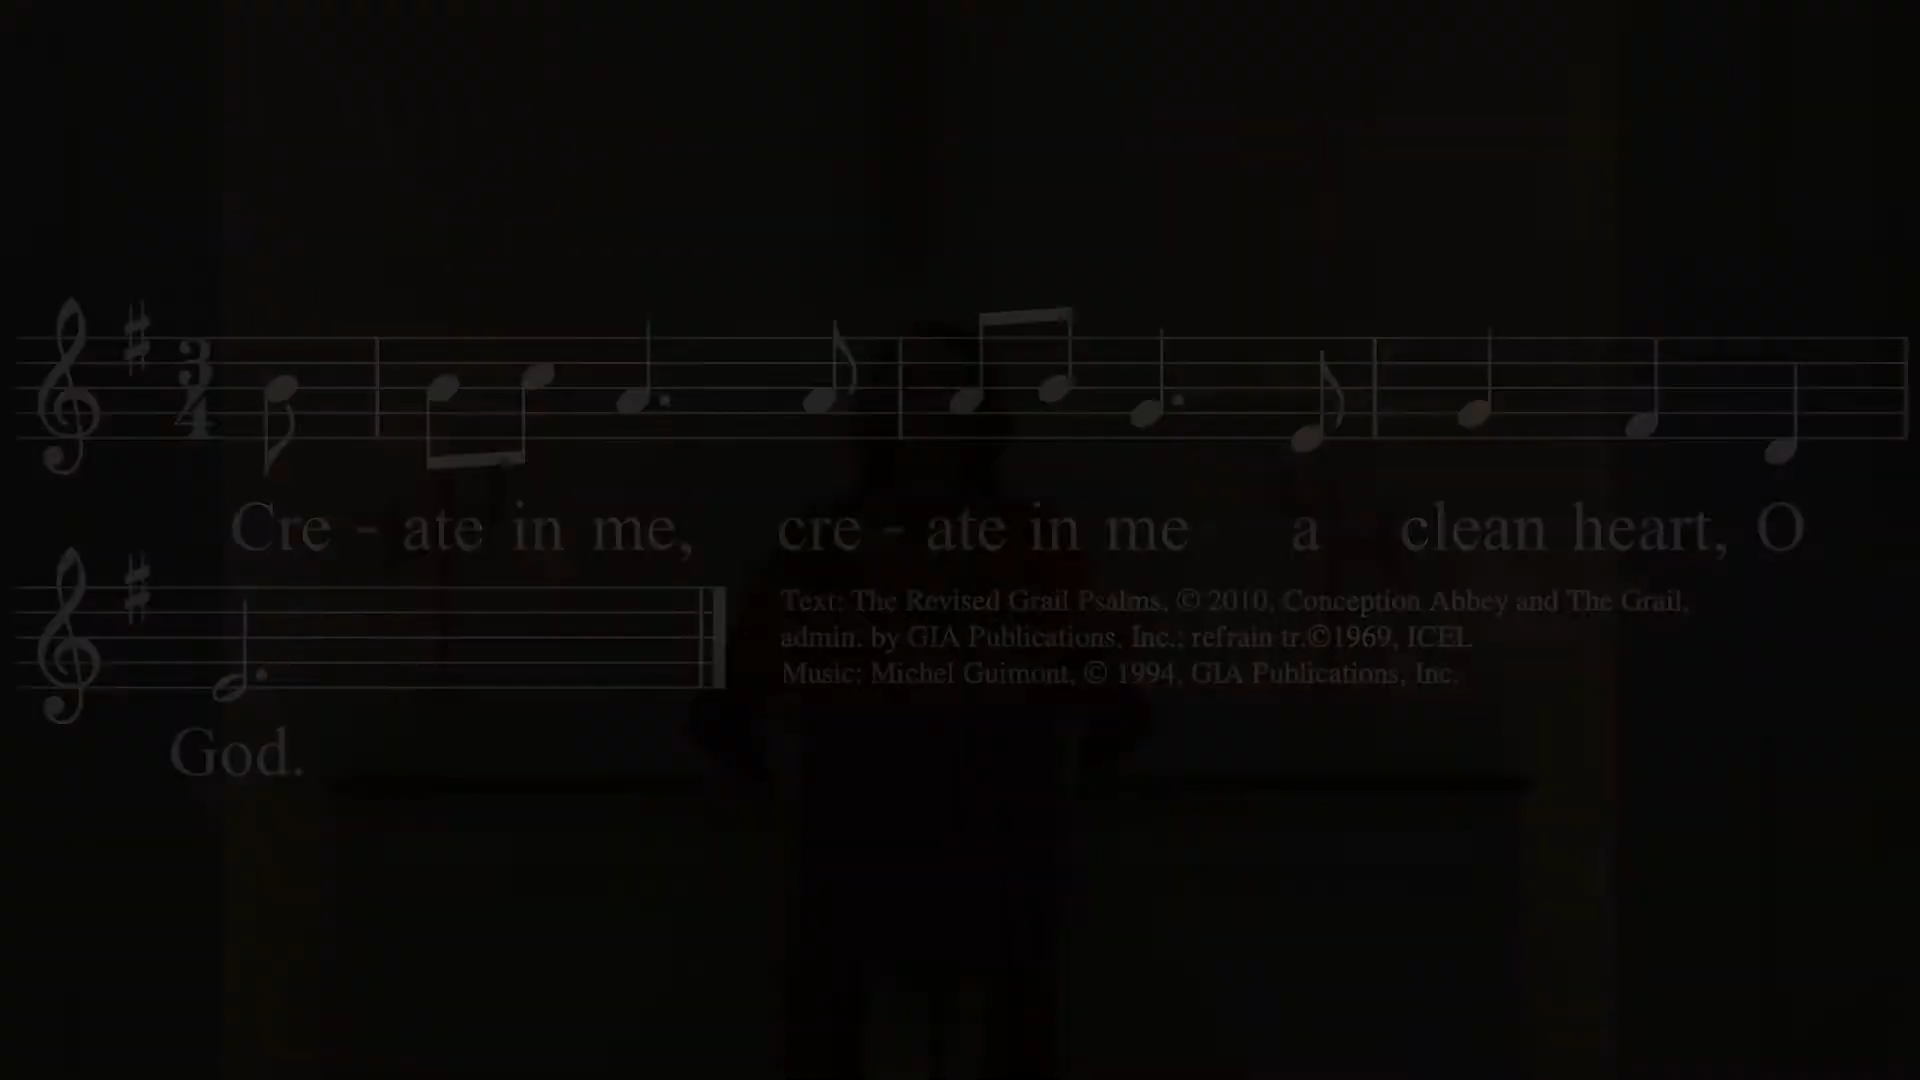 3
4
Cre - ate in me, cre - ate in me a clean heart, O
God.
Text: The Revised Grail Psalms, © 2010, Conception Abbey and The Grail,
admin. by GIA Publications, Inc.; refrain tr.©1969, ICEL
Music: Michel Guimont, © 1994, GIA Publications, Inc.